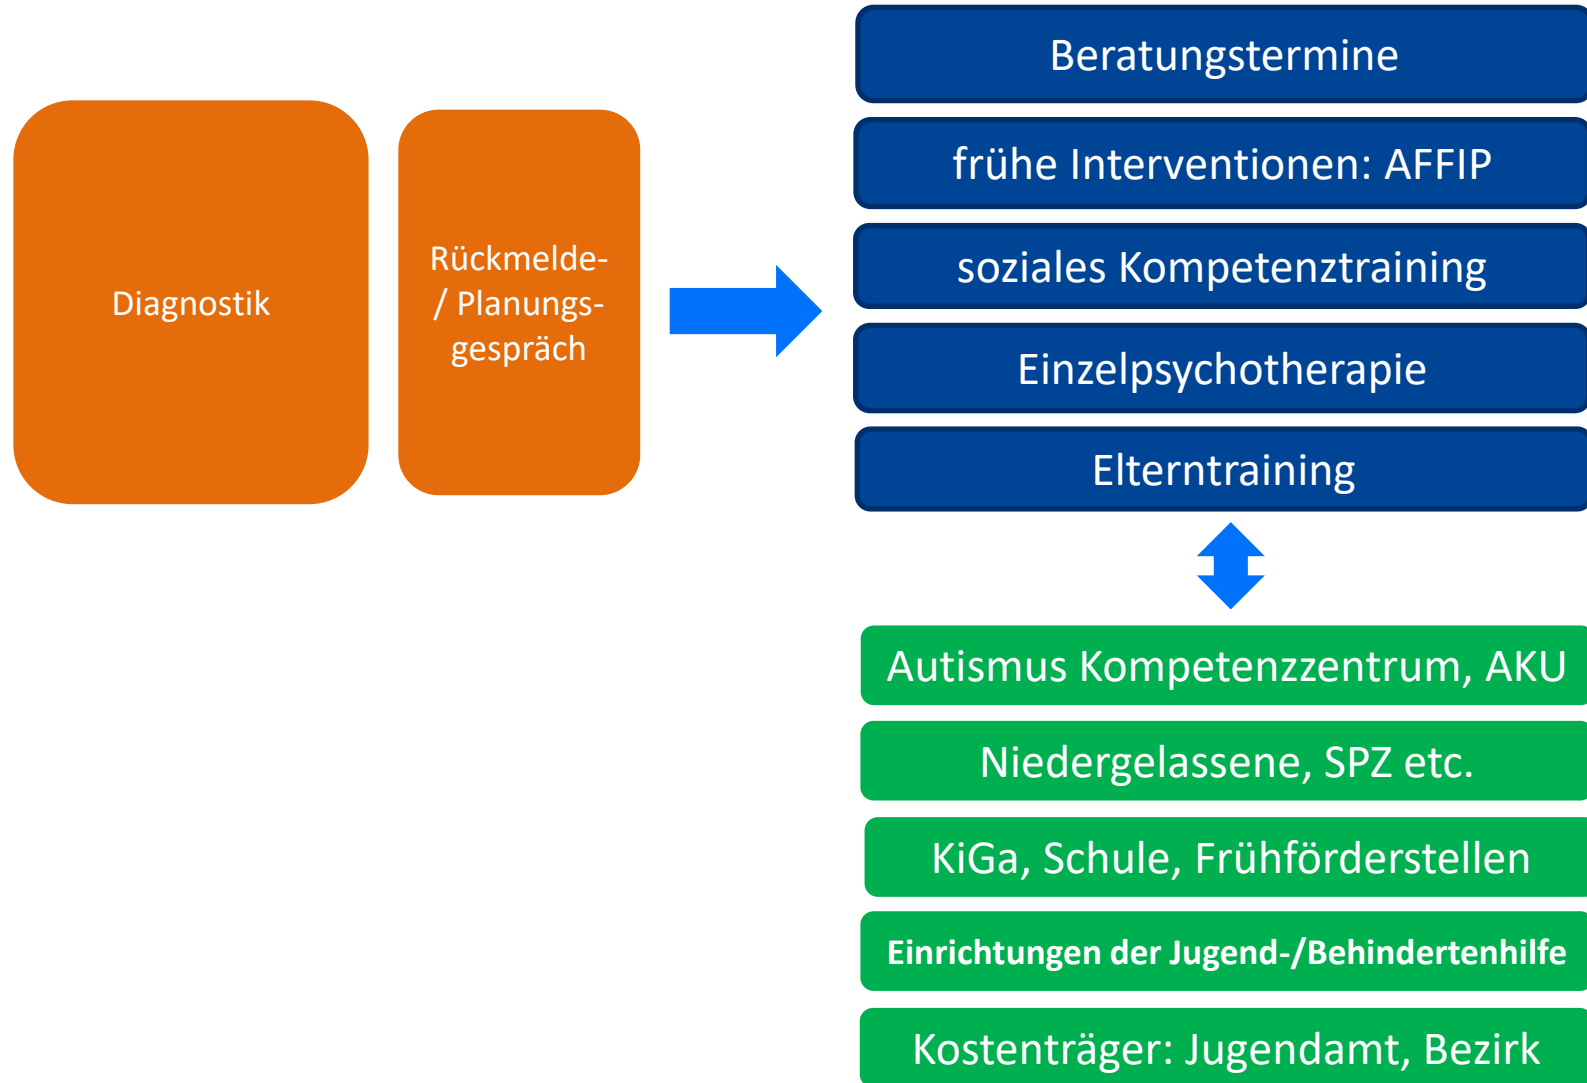 Diagnostik
Rückmelde-
/ Planungs-
gespräch
Beratungstermine
frühe Interventionen: AFFIP
soziales Kompetenztraining
Einzelpsychotherapie
Elterntraining
Autismus Kompetenzzentrum, AKU
Niedergelassene, SPZ etc.
KiGa, Schule, Frühförderstellen
Einrichtungen der Jugend-/Behindertenhilfe
Kostenträger: Jugendamt, Bezirk